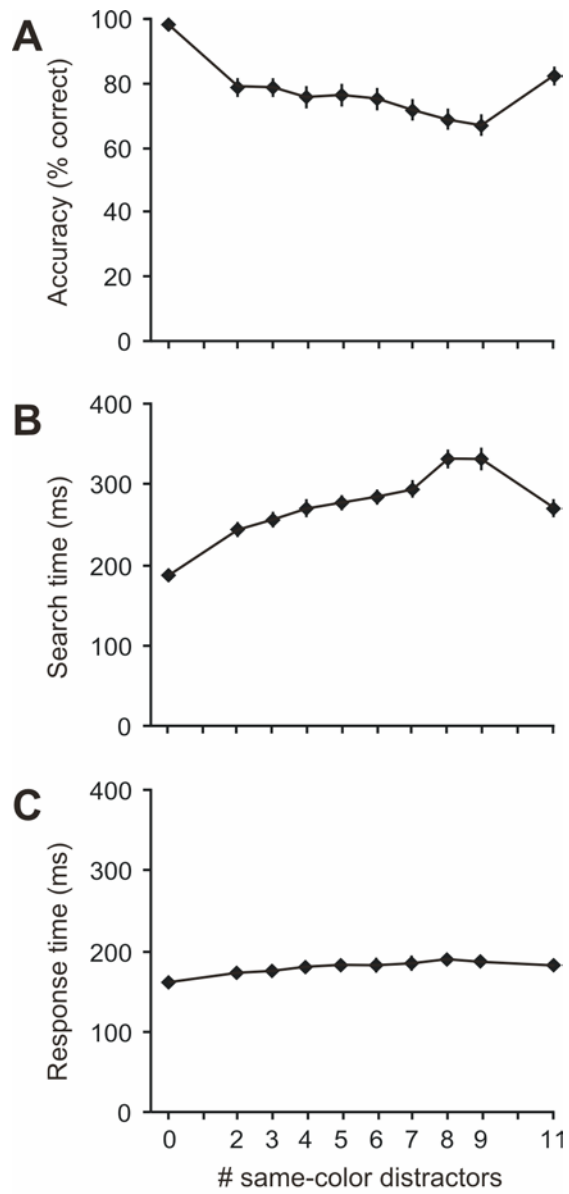 A
Accuracy (% correct)
100
80
60
40
20
0
B
Search time (ms)
400
300
200
100
0
C
Response time (ms)
400
300
200
100
0
0 2 3 4 5 6 7 8 9 11
# same-color distractors